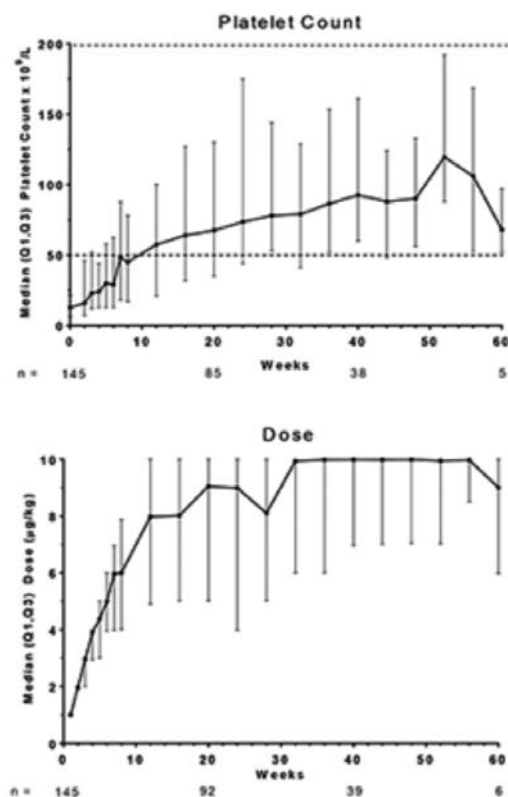 Platelet Count
Median (Q1,Q3) Platelet Count x 10⁹/L
200
150
100
50
0
0 10 20 30 40 50 60
Weeks
n = 145 85 38 5
Dose
Median (Q1,Q3) Dose (µg/kg)
10
8
6
4
2
0
0 10 20 30 40 50 60
Weeks
n = 145 92 39 6